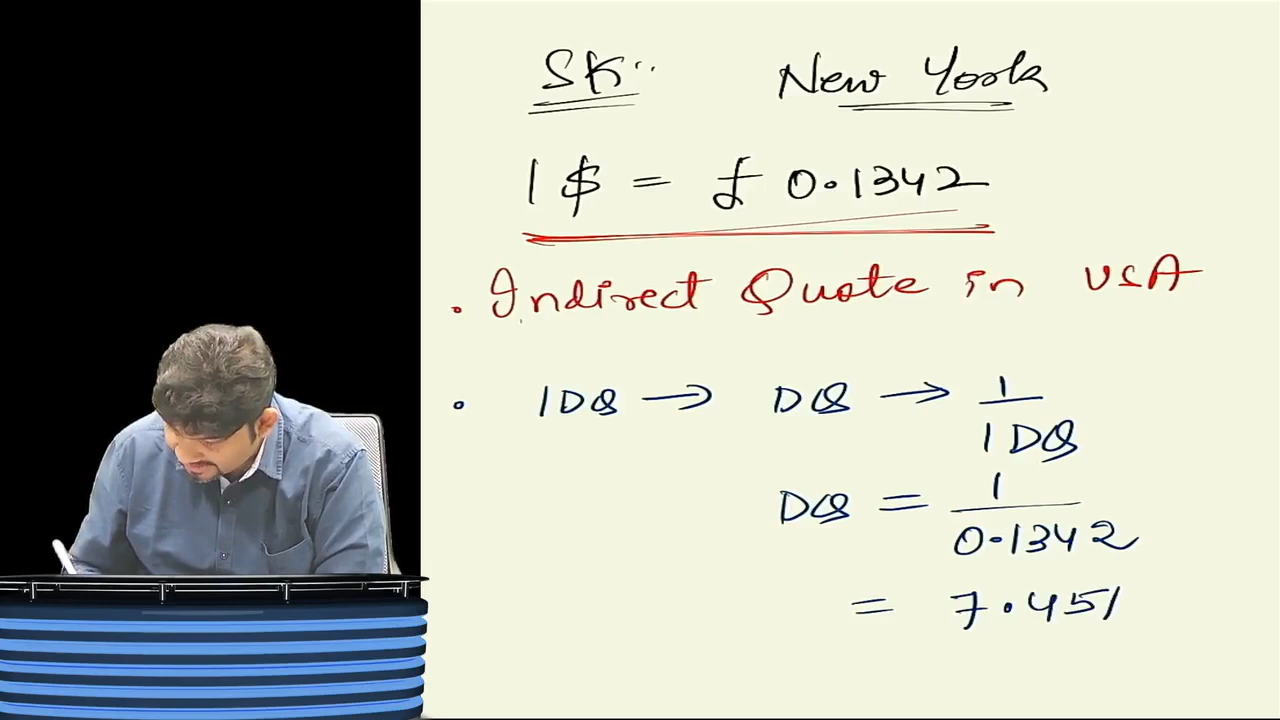 SK..
New York
1 $ = £ 0.1342
. Indirect Quote in USA
. IDQ → DQ → 1 / IDQ
DQ = 1 / 0.1342
= 7.451